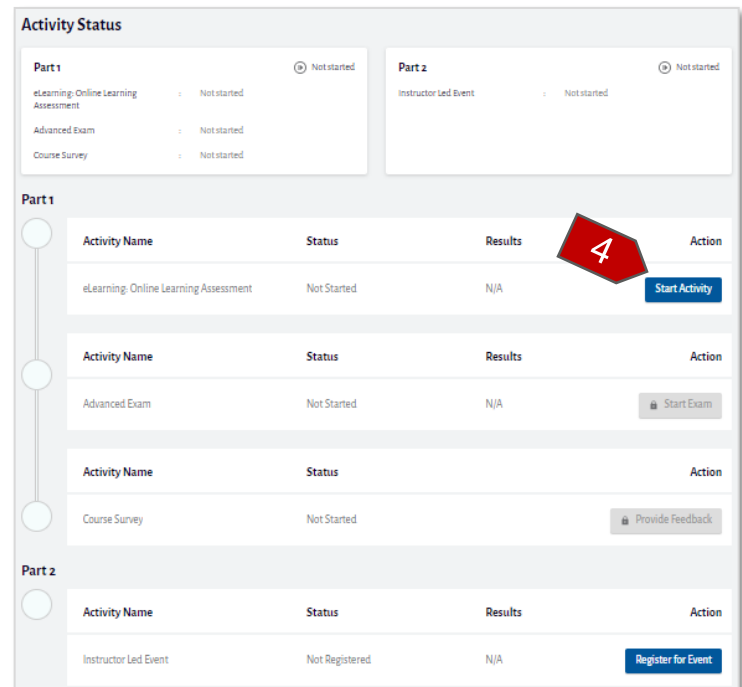 Activity Status
Part 1 Not started
eLearning: Online Learning Assessment : Not started
Advanced Exam : Not started
Course Survey : Not started
Part 2 Not started
Instructor Led Event : Not started
Part 1
Activity Name Status Results Action
4
eLearning: Online Learning Assessment Not Started N/A Start Activity
Activity Name Status Results Action
Advanced Exam Not Started N/A Start Exam
Activity Name Status Action
Course Survey Not Started Provide Feedback
Part 2
Activity Name Status Results Action
Instructor Led Event Not Registered N/A Register for Event